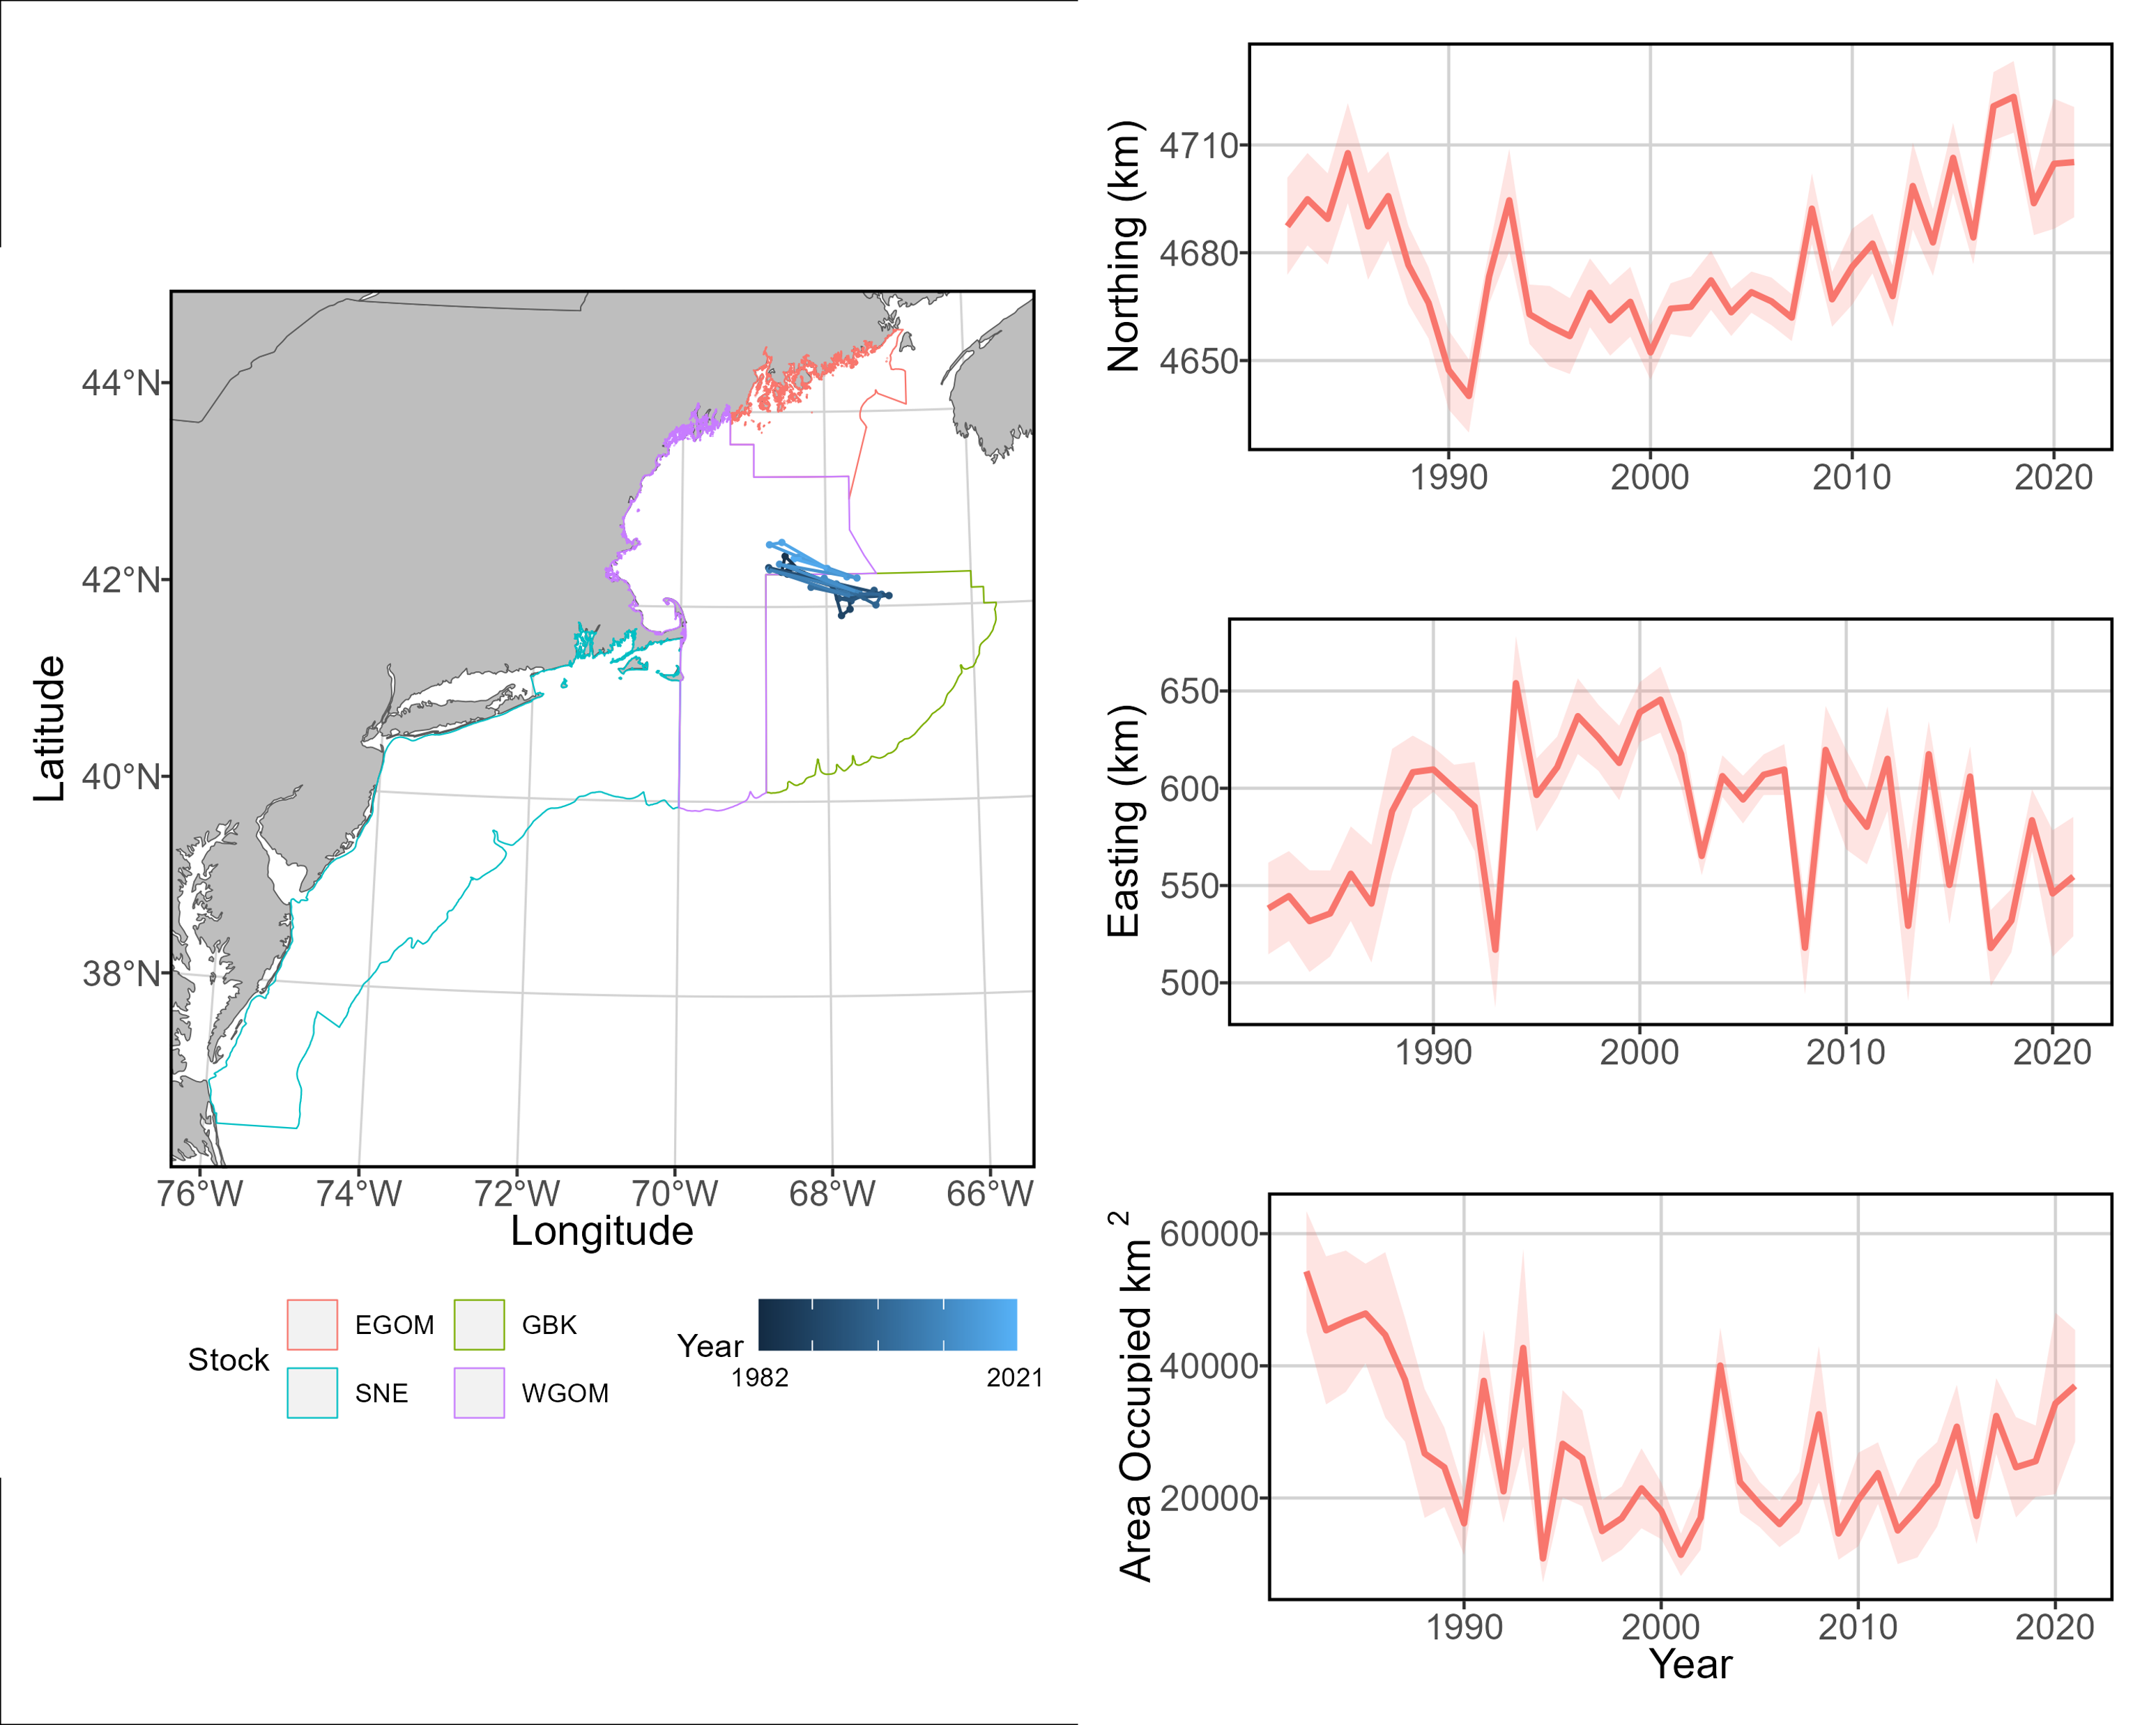 44°N
42°N
40°N
38°N
Latitude
76°W 74°W 72°W 70°W 68°W 66°W
Longitude
Stock
EGOM GBK
SNE WGOM
Year
1982 2021
Northing (km)
4710
4680
4650
1990 2000 2010 2020
Easting (km)
650
600
550
500
1990 2000 2010 2020
Area Occupied km 2
60000
40000
20000
1990 2000 2010 2020
Year